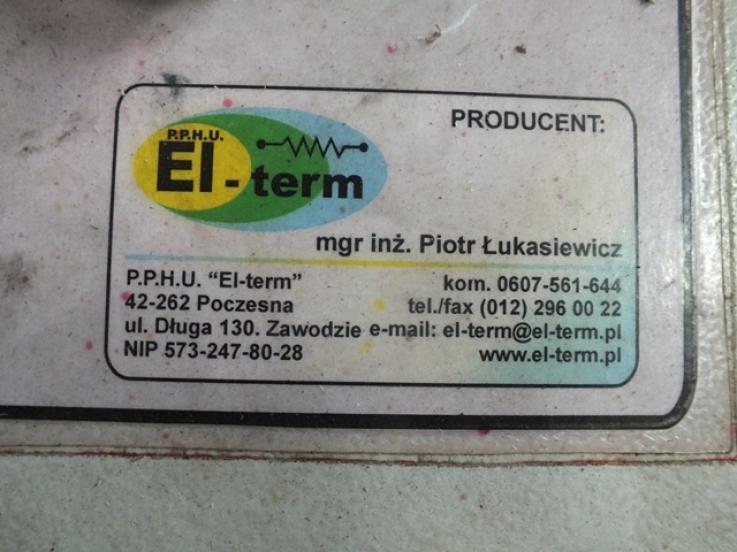 PRODUCENT:
P.P.H.U.
El-term
mgr inż. Piotr Łukasiewicz
P.P.H.U. “El-term” kom. 0607-561-644
42-262 Poczesna tel./fax (012) 296 00 22
ul. Długa 130. Zawodzie e-mail: el-term@el-term.pl
NIP 573-247-80-28 www.el-term.pl